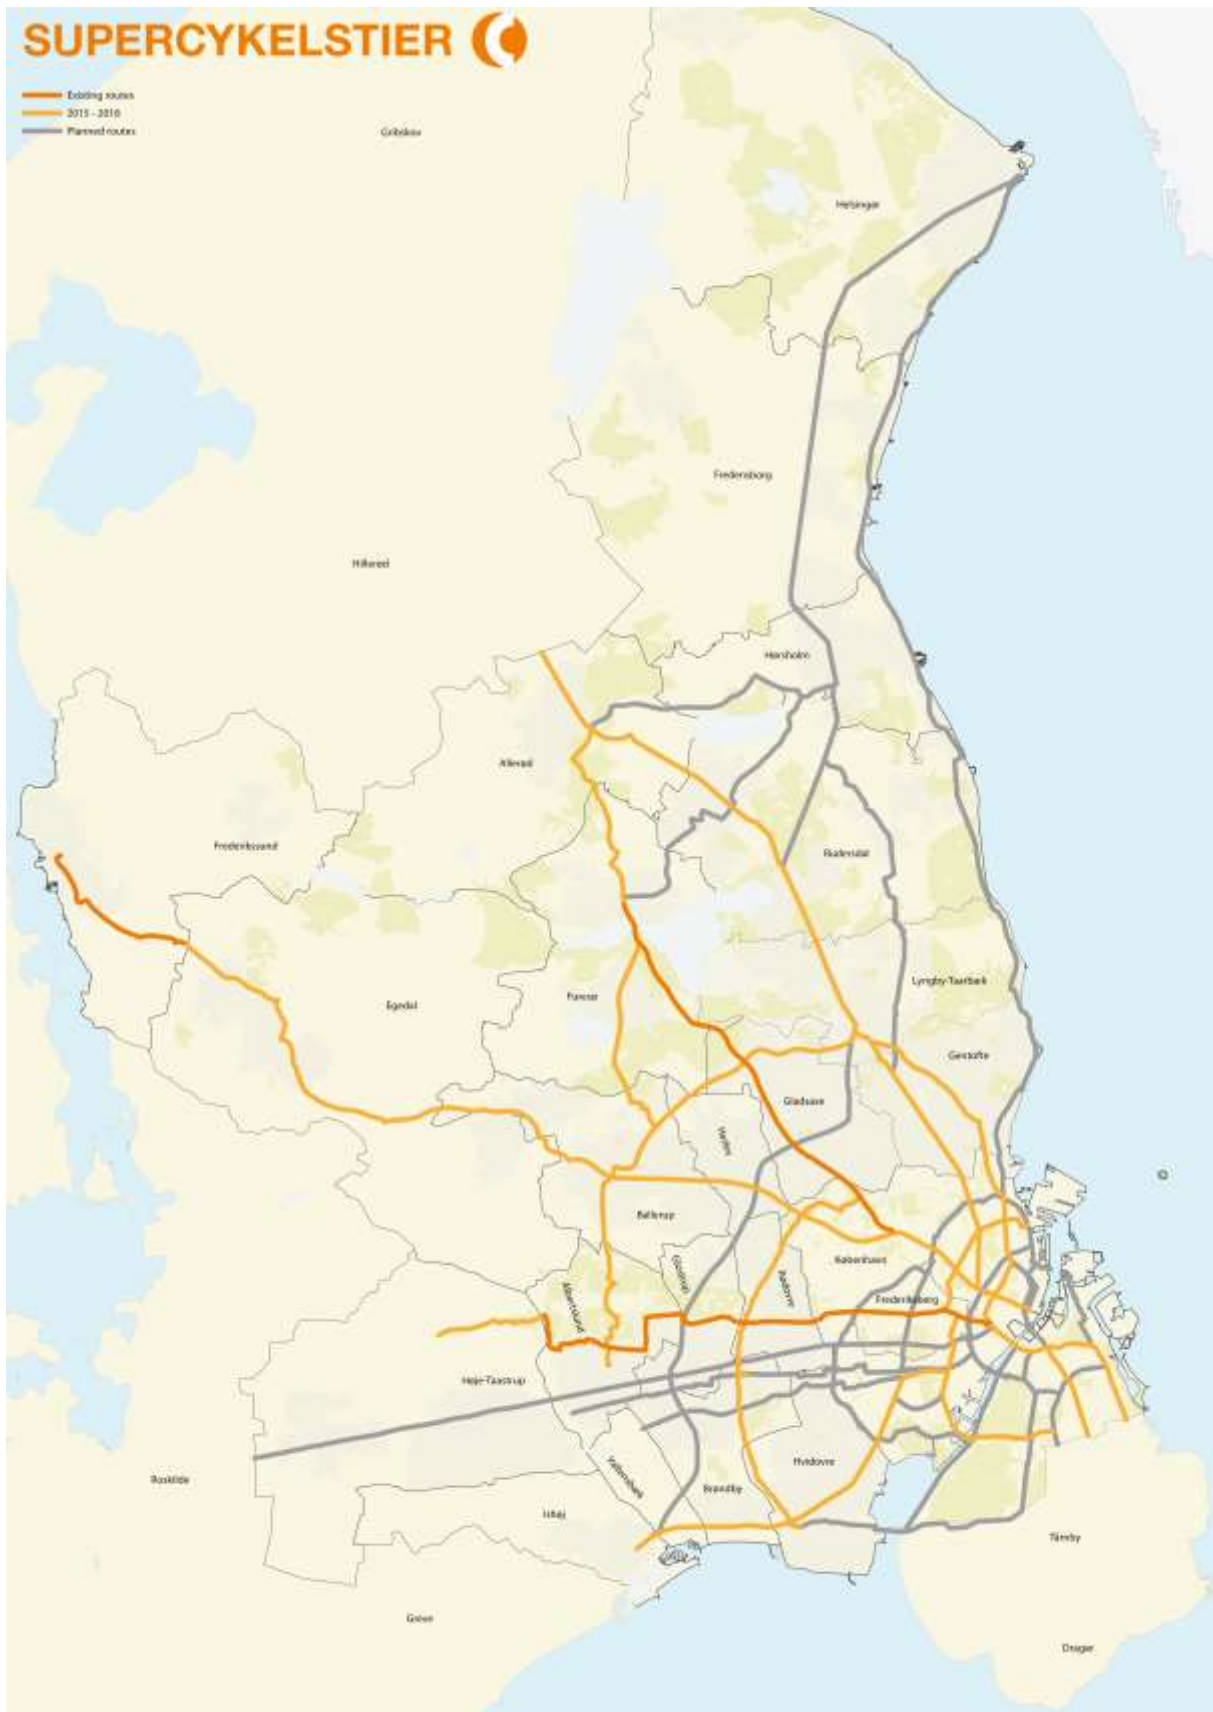 SUPERCYKELSTIER
Existing routes
2015 - 2018
Planned routes
Gribskov
Helsingør
Fredensborg
Hillerød
Hørsholm
Allerød
Frederikssund
Rudersdal
Egedal
Furesø
Lyngby-Taarbæk
Gentofte
Gladsaxe
Herlev
Ballerup
København
Glostrup
Rødovre
Albertslund
Frederiksberg
Høje-Taastrup
Hvidovre
Roskilde
Vallensbæk
Brøndby
Ishøj
Tårnby
Greve
Dragør